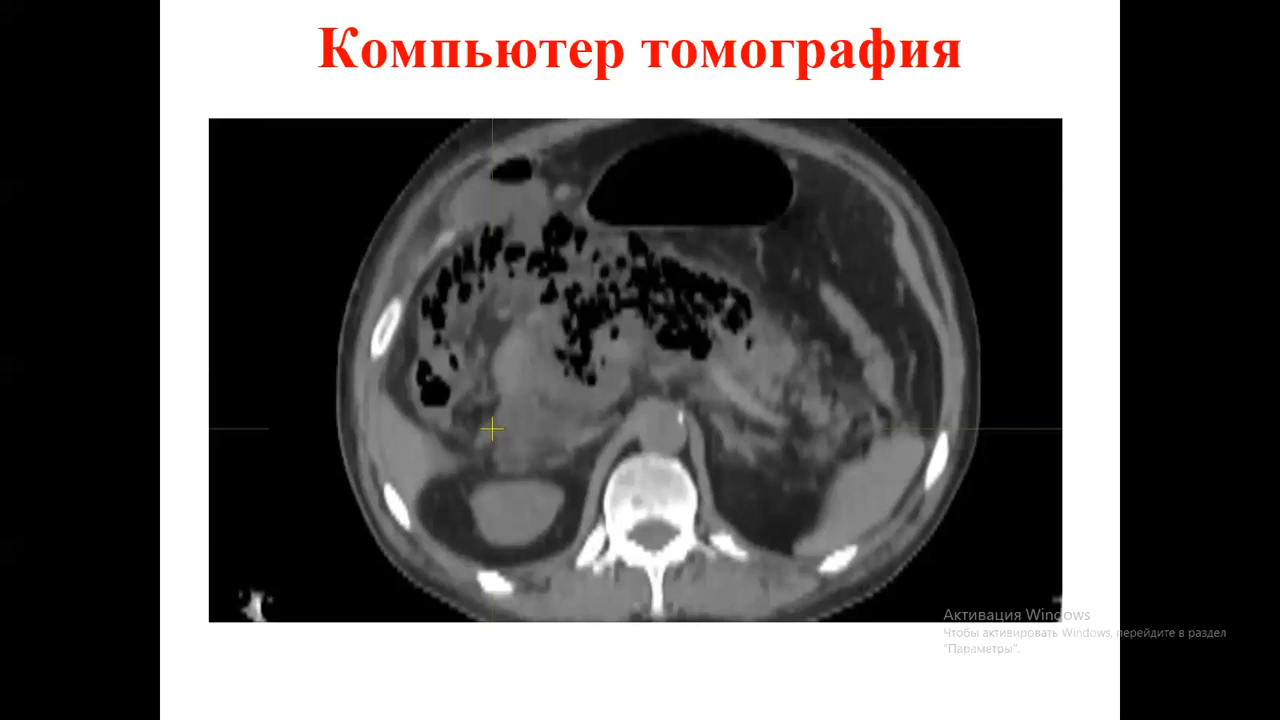 Компьютер томография
Активация Windows
Чтобы активировать Windows, перейдите в раздел
"Параметры".